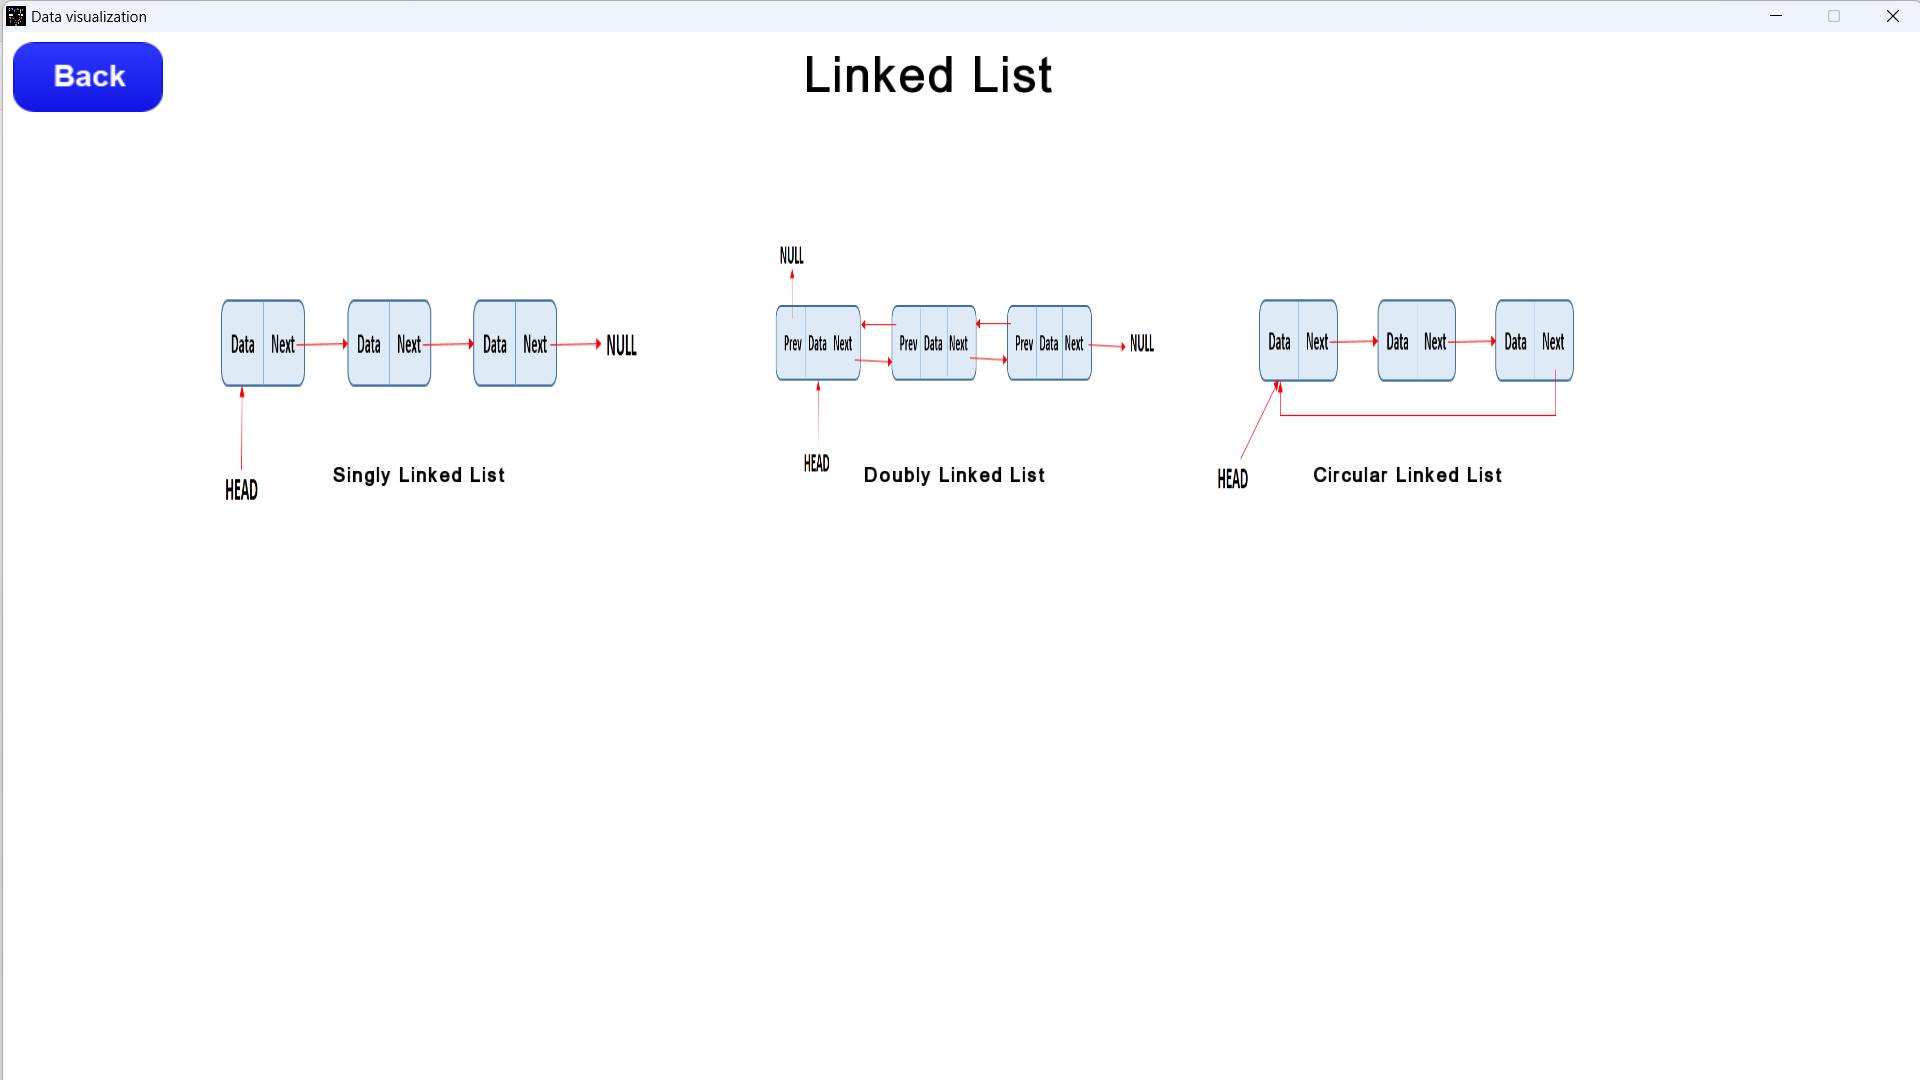 Data visualization
Back
Linked List
Data Next Data Next Data Next NULL
HEAD
Singly Linked List
NULL
Prev Data Next Prev Data Next Prev Data Next NULL
HEAD
Doubly Linked List
Data Next Data Next Data Next
HEAD
Circular Linked List